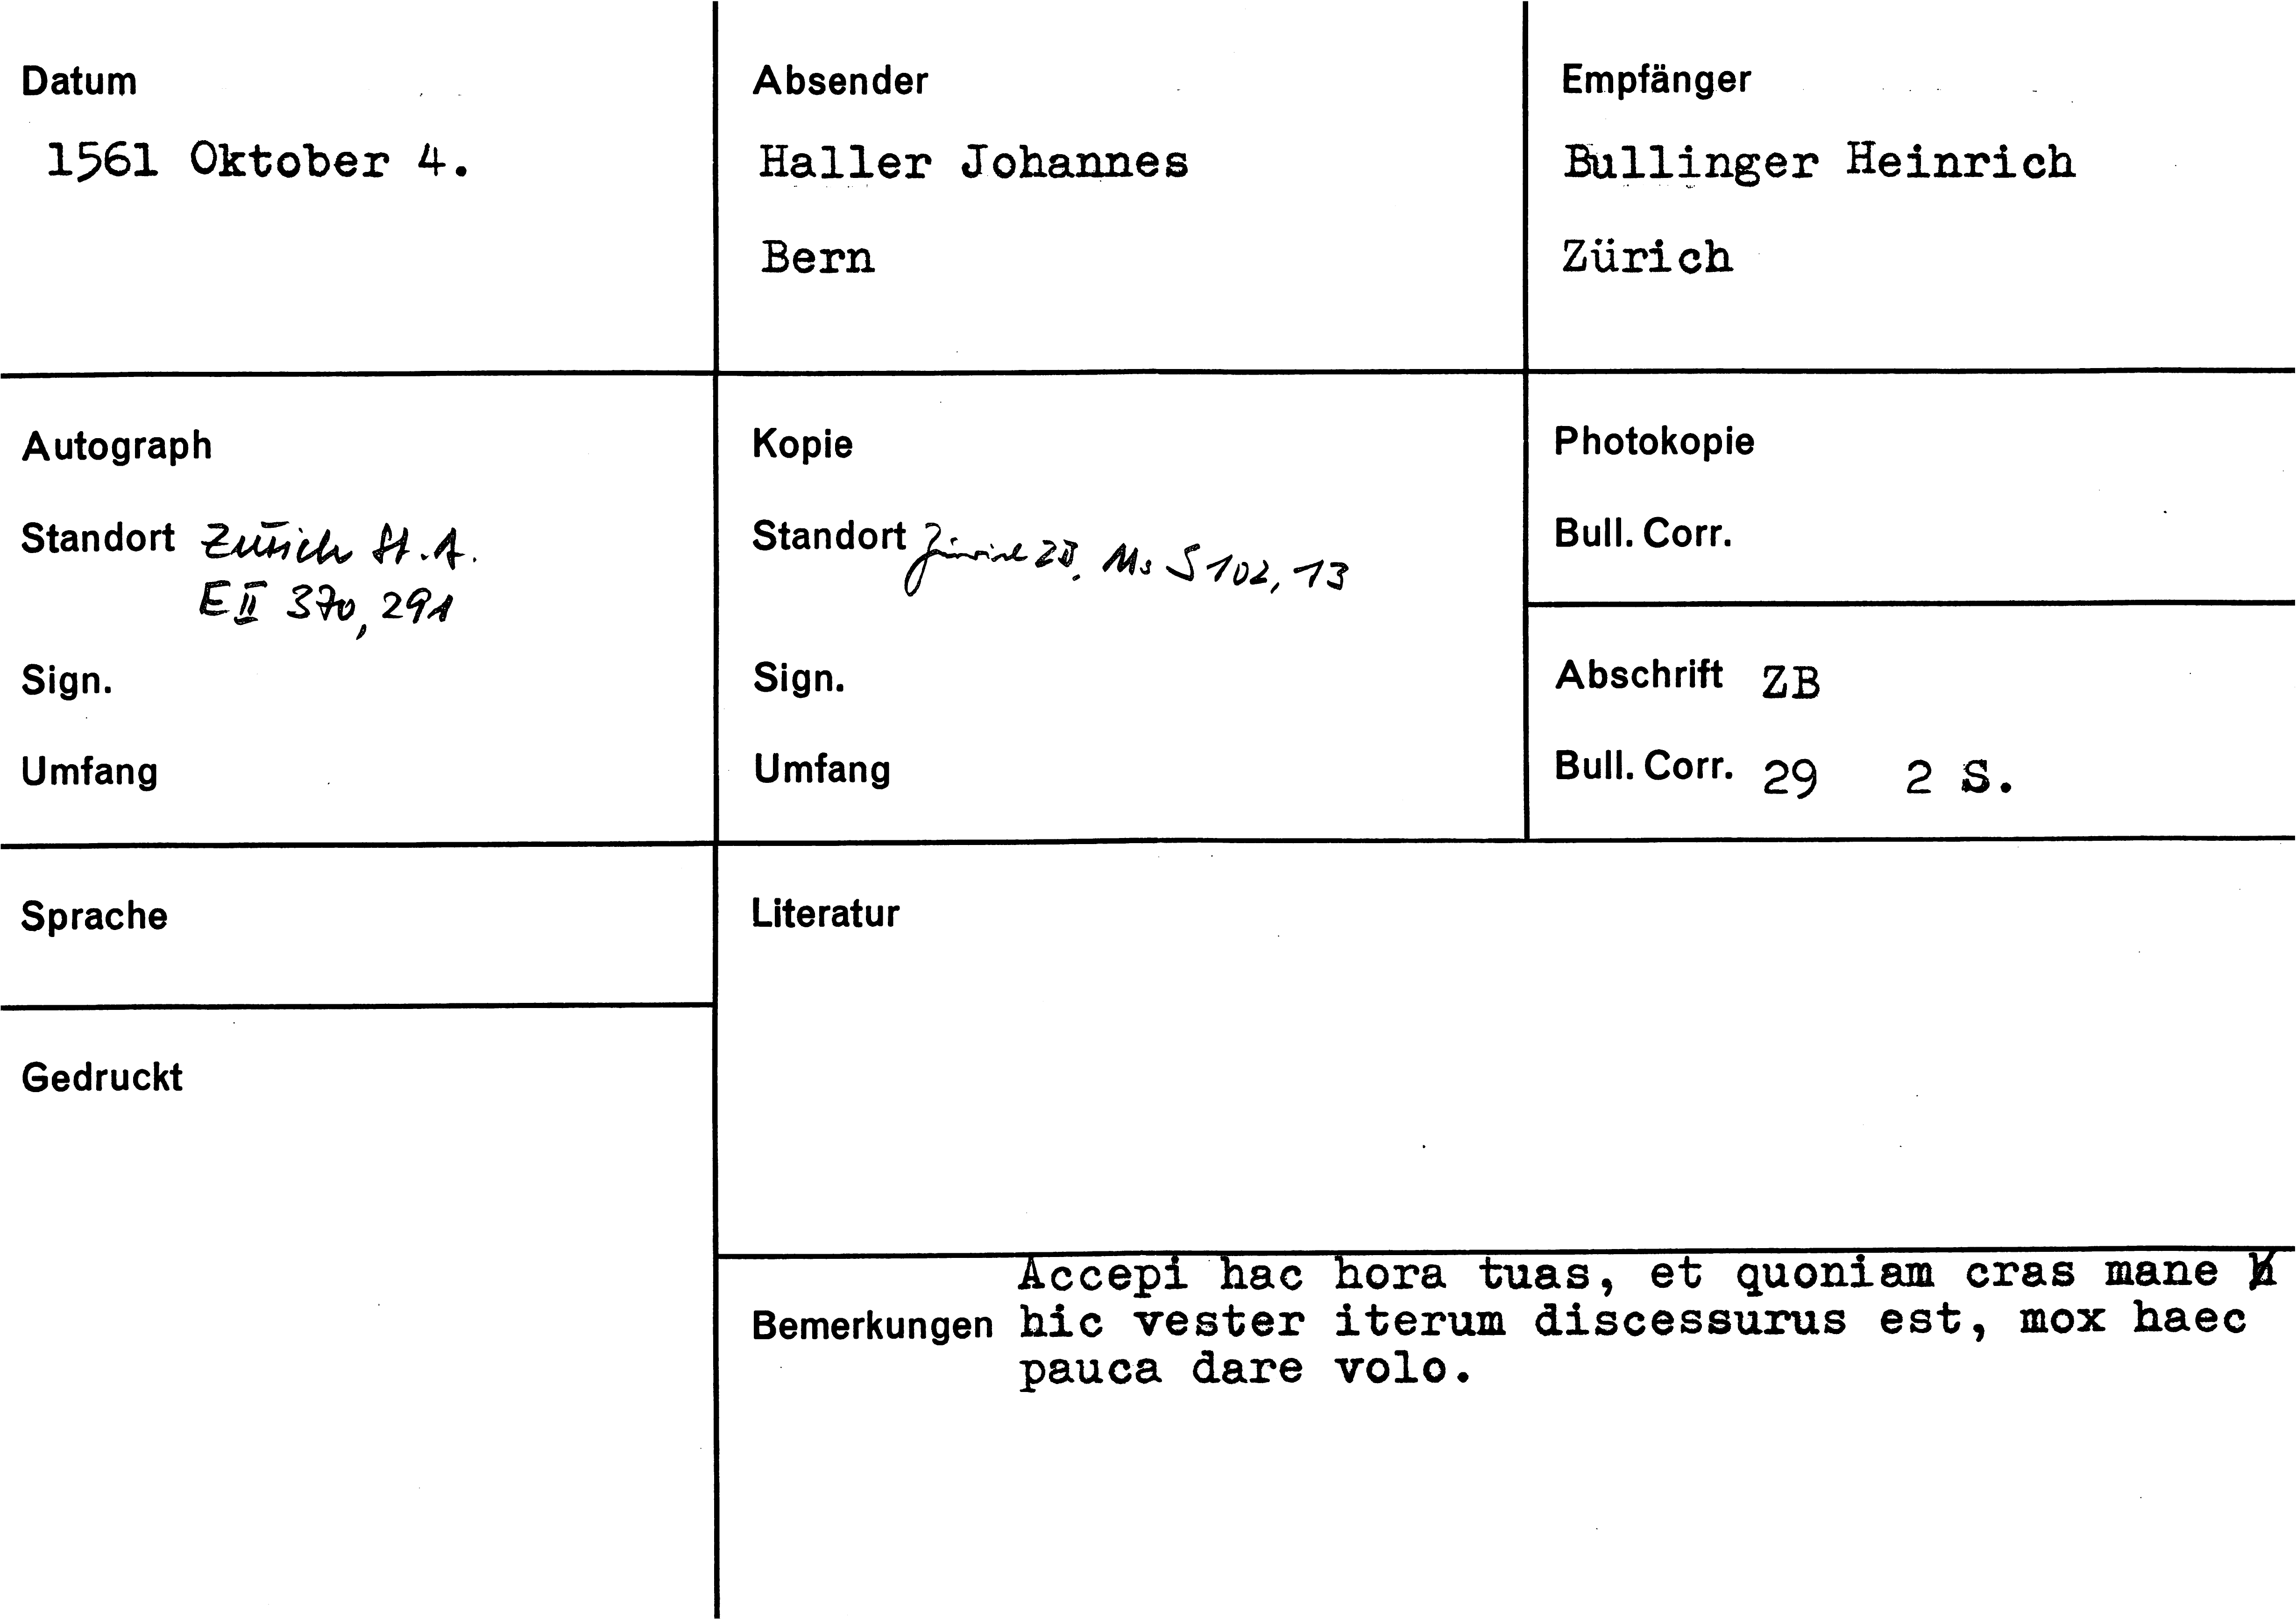 Datum
1561 Oktober 4.
Absender
Haller Johannes
Bern
Empfänger
Bullinger Heinrich
Zürich
Autograph
Standort Zürich St.A.
E II 370, 291
Sign.
Umfang
Kopie
Standort Zürich ZB, Ms S 102, 13
Sign.
Umfang
Photokopie
Bull. Corr.
Abschrift ZB
Bull. Corr. 29 2 S.
Sprache
Literatur
Gedruckt
Bemerkungen
Accepi hac hora tuas, et quoniam cras mane
hic vester iterum discessurus est, mox haec
pauca dare volo.